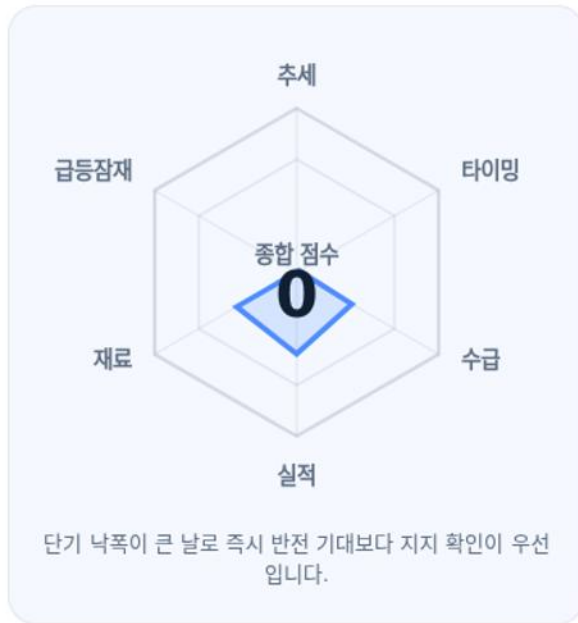 추세
급등잠재
타이밍
종합 점수
0
재료
수급
실적
단기 낙폭이 큰 날로 즉시 반전 기대보다 지지 확인이 우선
입니다.